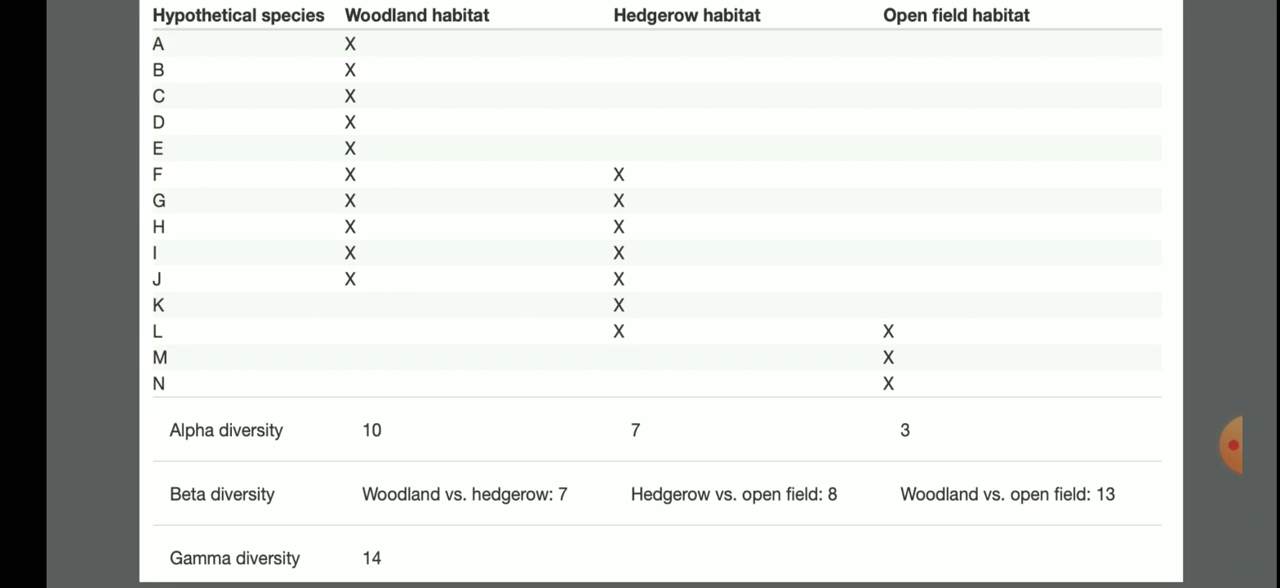 Hypothetical species Woodland habitat Hedgerow habitat Open field habitat
A X
B X
C X
D X
E X
F X X
G X X
H X X
I X X
J X X
K X
L X X
M X
N X
Alpha diversity 10 7 3
Beta diversity Woodland vs. hedgerow: 7 Hedgerow vs. open field: 8 Woodland vs. open field: 13
Gamma diversity 14